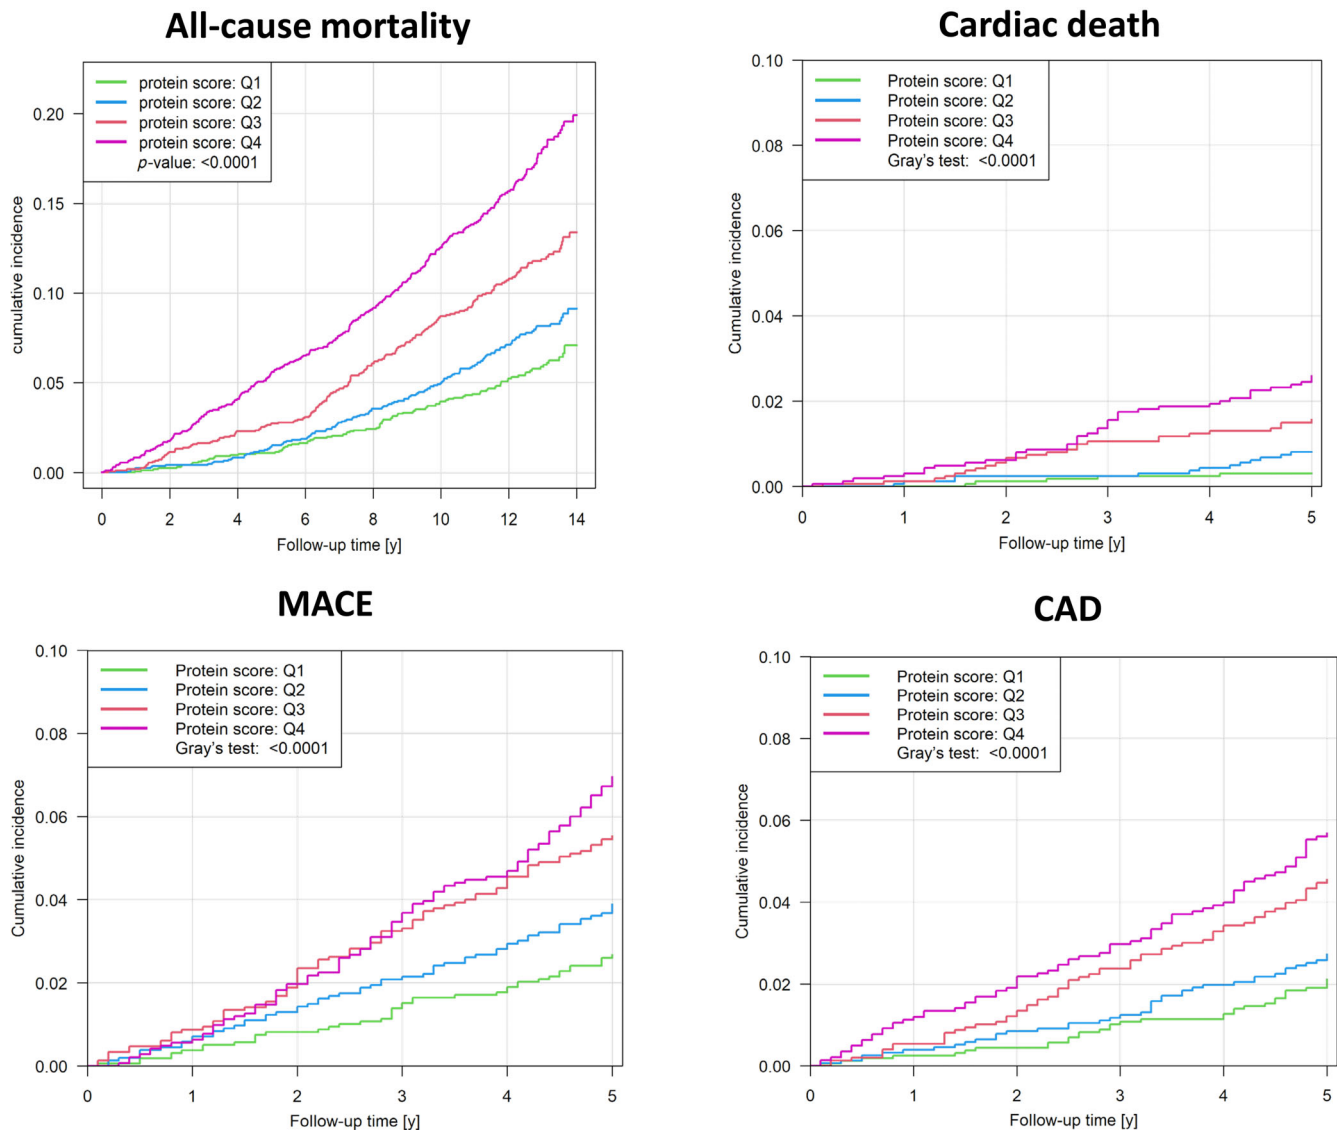 All-cause mortality
protein score: Q1
protein score: Q2
protein score: Q3
protein score: Q4
p-value: <0.0001
cumulative incidence
0.20
0.15
0.10
0.05
0.00
0 2 4 6 8 10 12 14
Follow-up time [y]
Cardiac death
Protein score: Q1
Protein score: Q2
Protein score: Q3
Protein score: Q4
Gray's test: <0.0001
Cumulative incidence
0.10
0.08
0.06
0.04
0.02
0.00
0 1 2 3 4 5
Follow-up time [y]
MACE
Protein score: Q1
Protein score: Q2
Protein score: Q3
Protein score: Q4
Gray's test: <0.0001
Cumulative incidence
0.10
0.08
0.06
0.04
0.02
0.00
0 1 2 3 4 5
Follow-up time [y]
CAD
Protein score: Q1
Protein score: Q2
Protein score: Q3
Protein score: Q4
Gray's test: <0.0001
Cumulative incidence
0.10
0.08
0.06
0.04
0.02
0.00
0 1 2 3 4 5
Follow-up time [y]